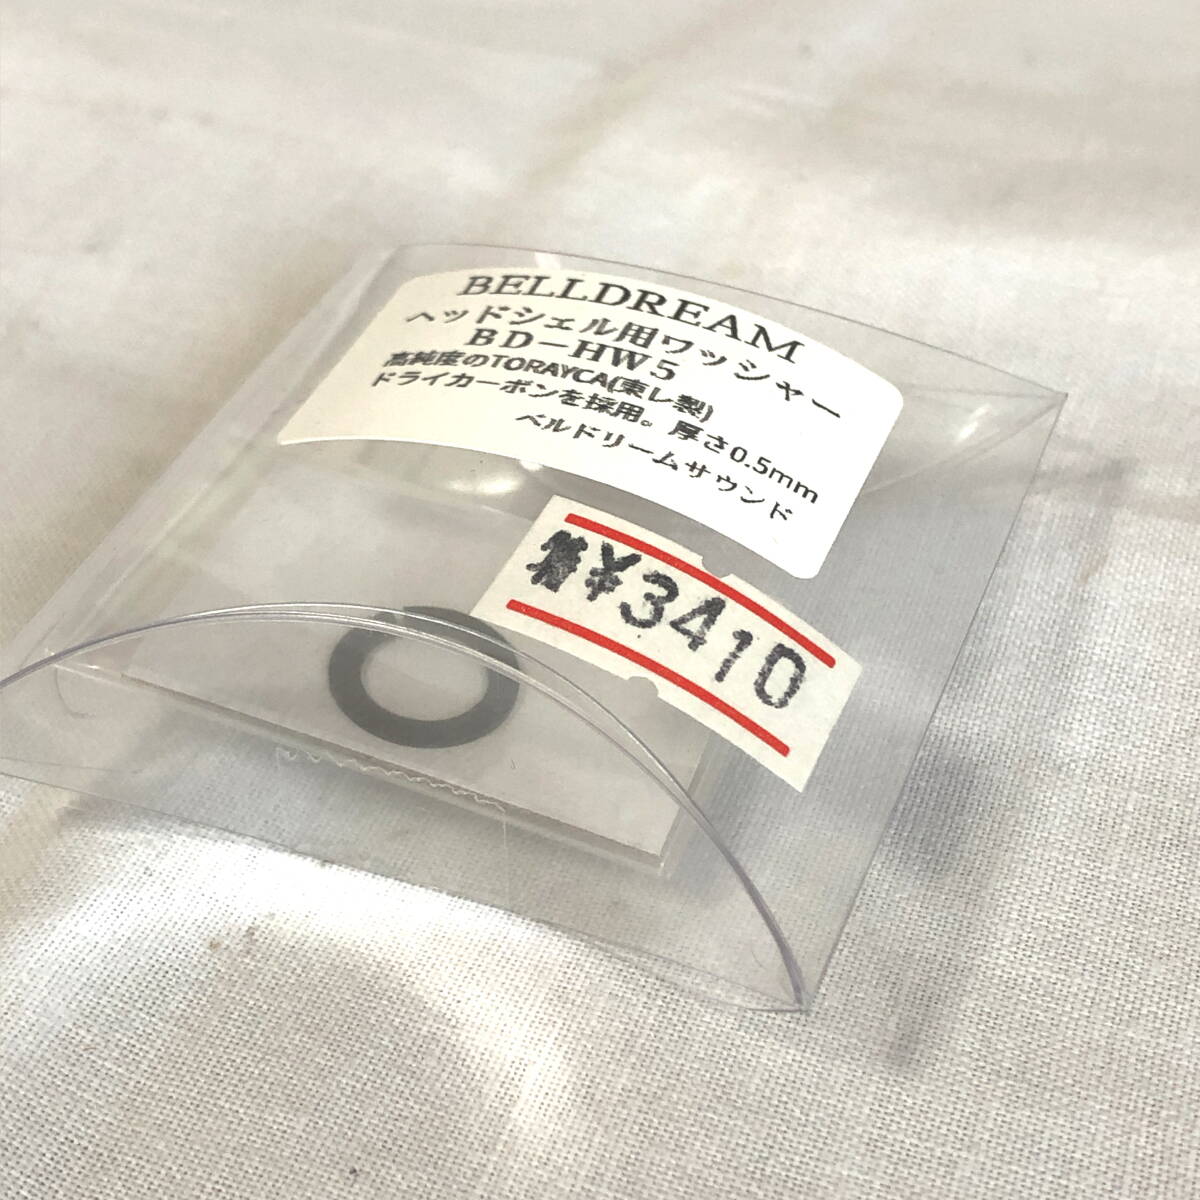 BELLDREAM
ヘッドシェル用ワッシャー
BD-HW5
高純度のTORAYCA(東レ製)
ドライカーボンを採用。厚さ0.5mm
ベルドリームサウンド
¥3410